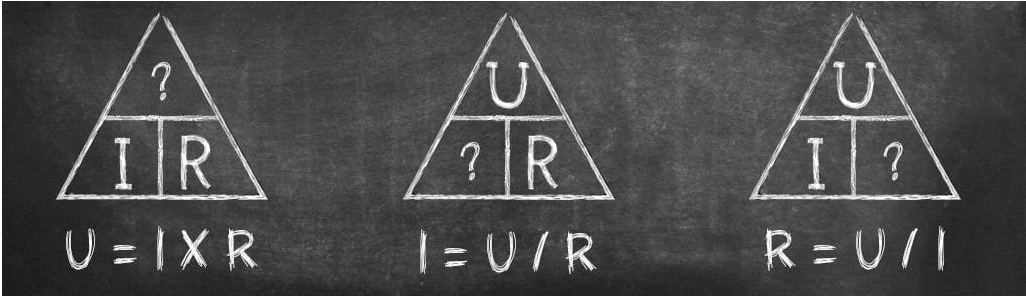 ?
I R
U = I X R
U
? R
I = U / R
U
I ?
R = U / I